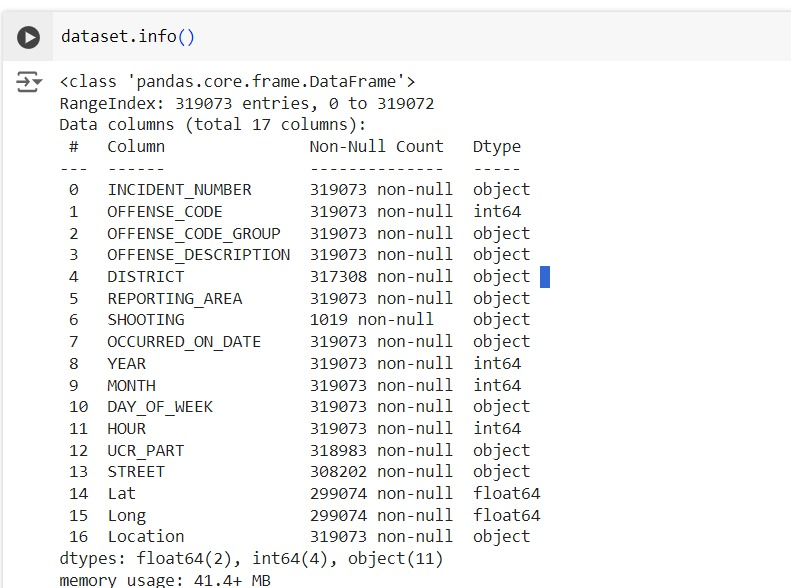 dataset.info()
<class 'pandas.core.frame.DataFrame'>
RangeIndex: 319073 entries, 0 to 319072
Data columns (total 17 columns):
 #   Column               Non-Null Count   Dtype
---  ------               --------------   -----
 0   INCIDENT_NUMBER      319073 non-null  object
 1   OFFENSE_CODE         319073 non-null  int64
 2   OFFENSE_CODE_GROUP   319073 non-null  object
 3   OFFENSE_DESCRIPTION  319073 non-null  object
 4   DISTRICT             317308 non-null  object
 5   REPORTING_AREA       319073 non-null  object
 6   SHOOTING             1019 non-null    object
 7   OCCURRED_ON_DATE     319073 non-null  object
 8   YEAR                 319073 non-null  int64
 9   MONTH                319073 non-null  int64
 10  DAY_OF_WEEK          319073 non-null  object
 11  HOUR                 319073 non-null  int64
 12  UCR_PART             318983 non-null  object
 13  STREET               308202 non-null  object
 14  Lat                  299074 non-null  float64
 15  Long                 299074 non-null  float64
 16  Location             319073 non-null  object
dtypes: float64(2), int64(4), object(11)
memory usage: 41.4+ MB